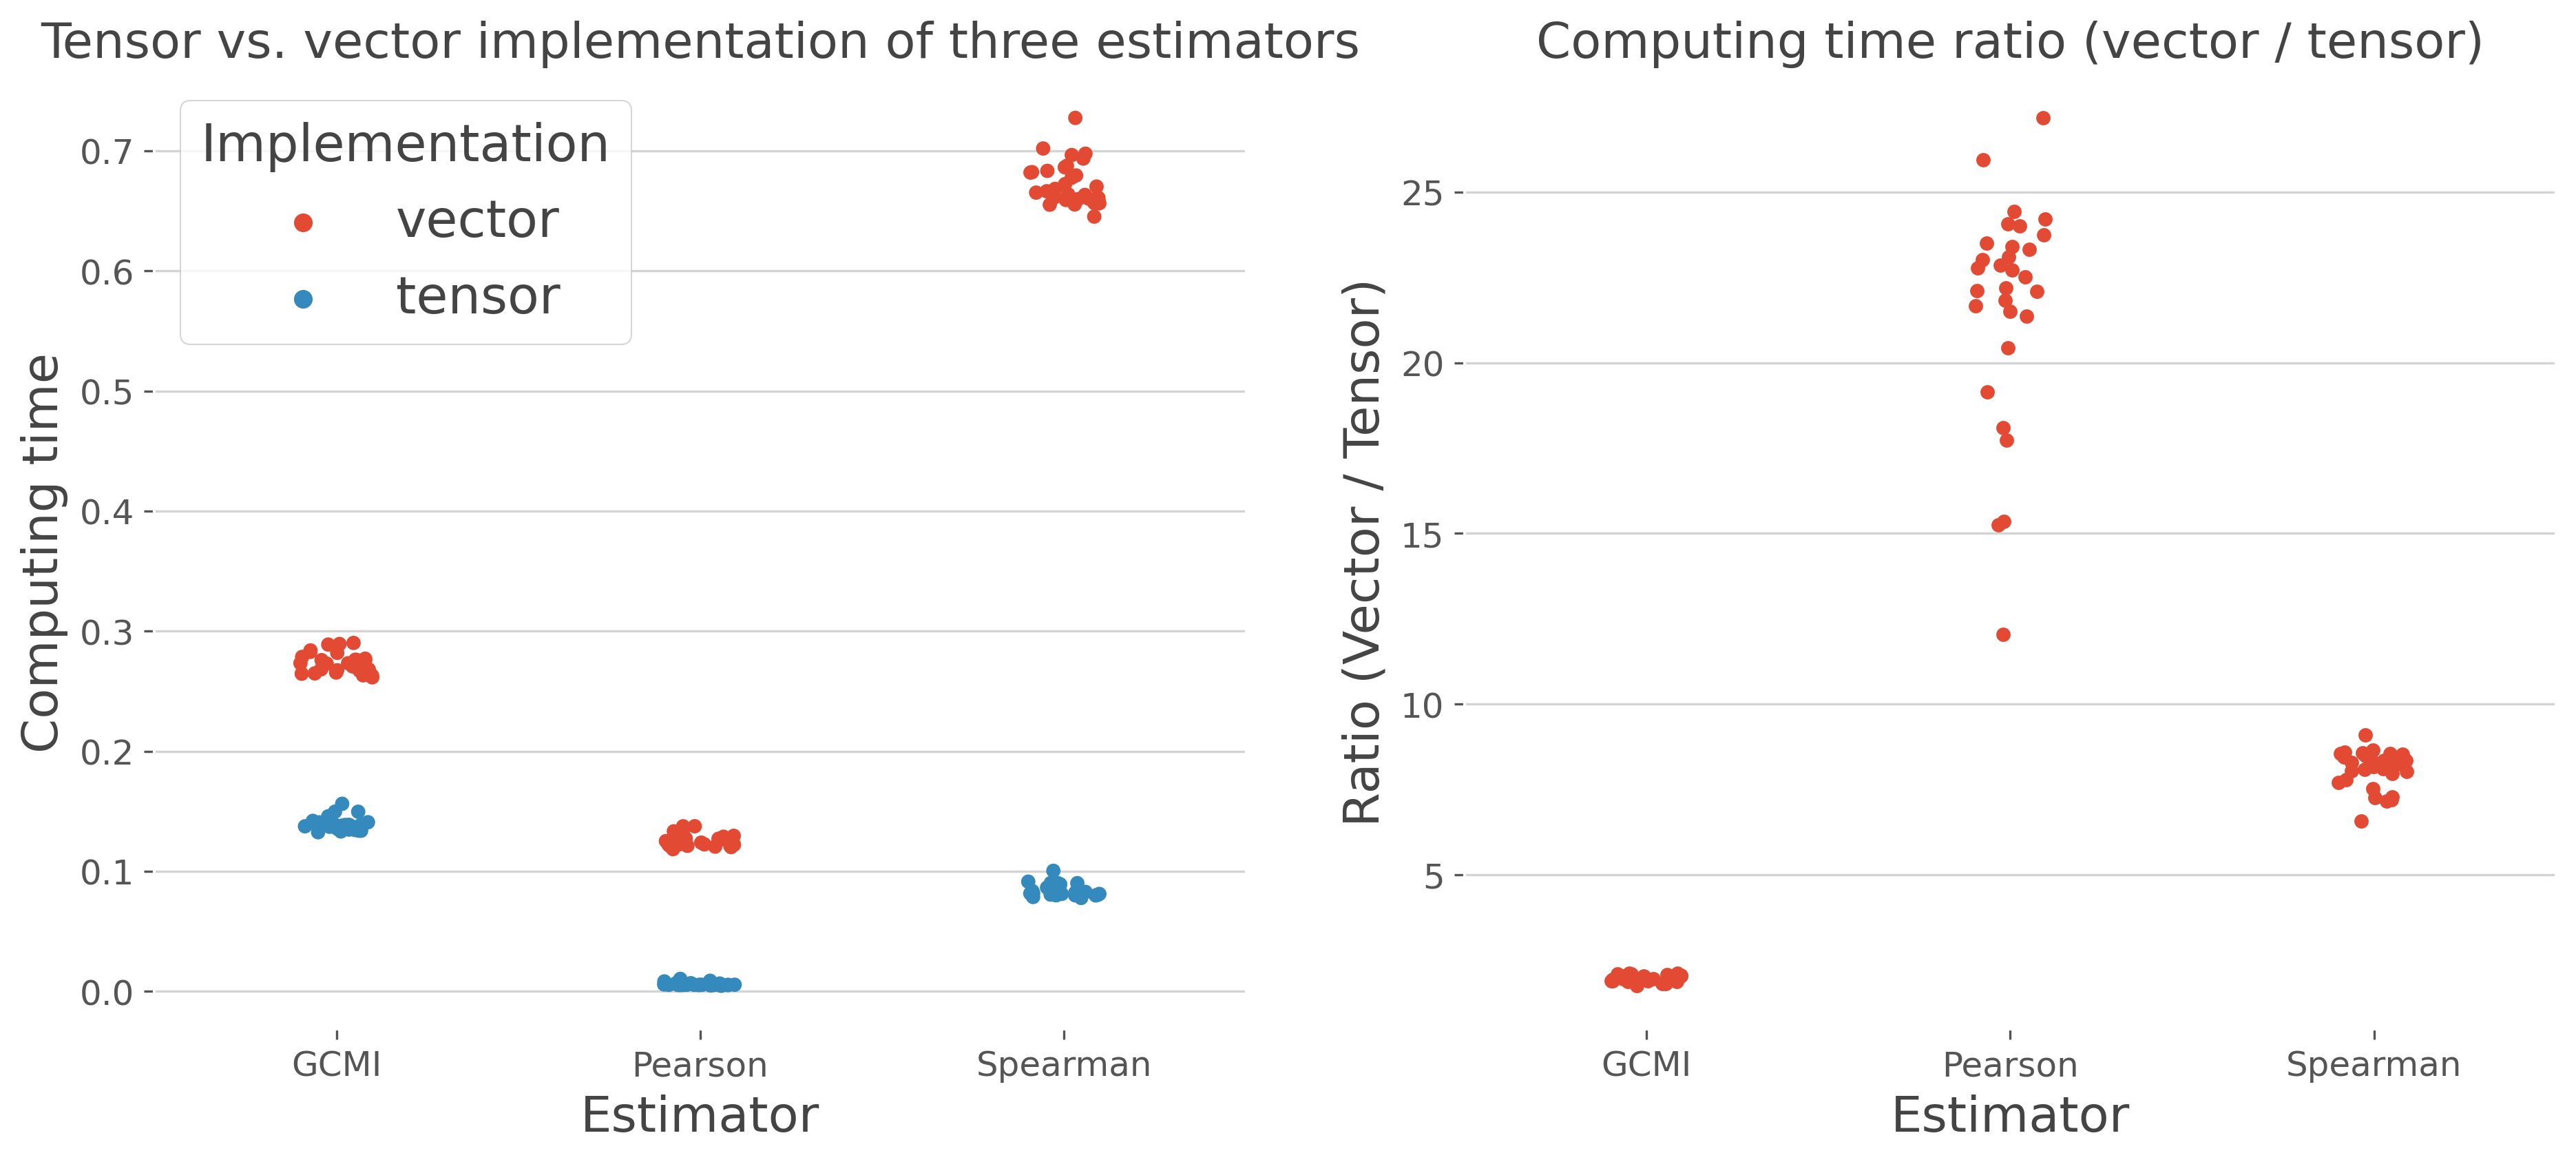 Tensor vs. vector implementation of three estimators
Implementation
vector
tensor
Computing time
0.7
0.6
0.5
0.4
0.3
0.2
0.1
0.0
GCMI
Pearson
Spearman
Estimator
Computing time ratio (vector / tensor)
Ratio (Vector / Tensor)
25
20
15
10
5
GCMI
Pearson
Spearman
Estimator